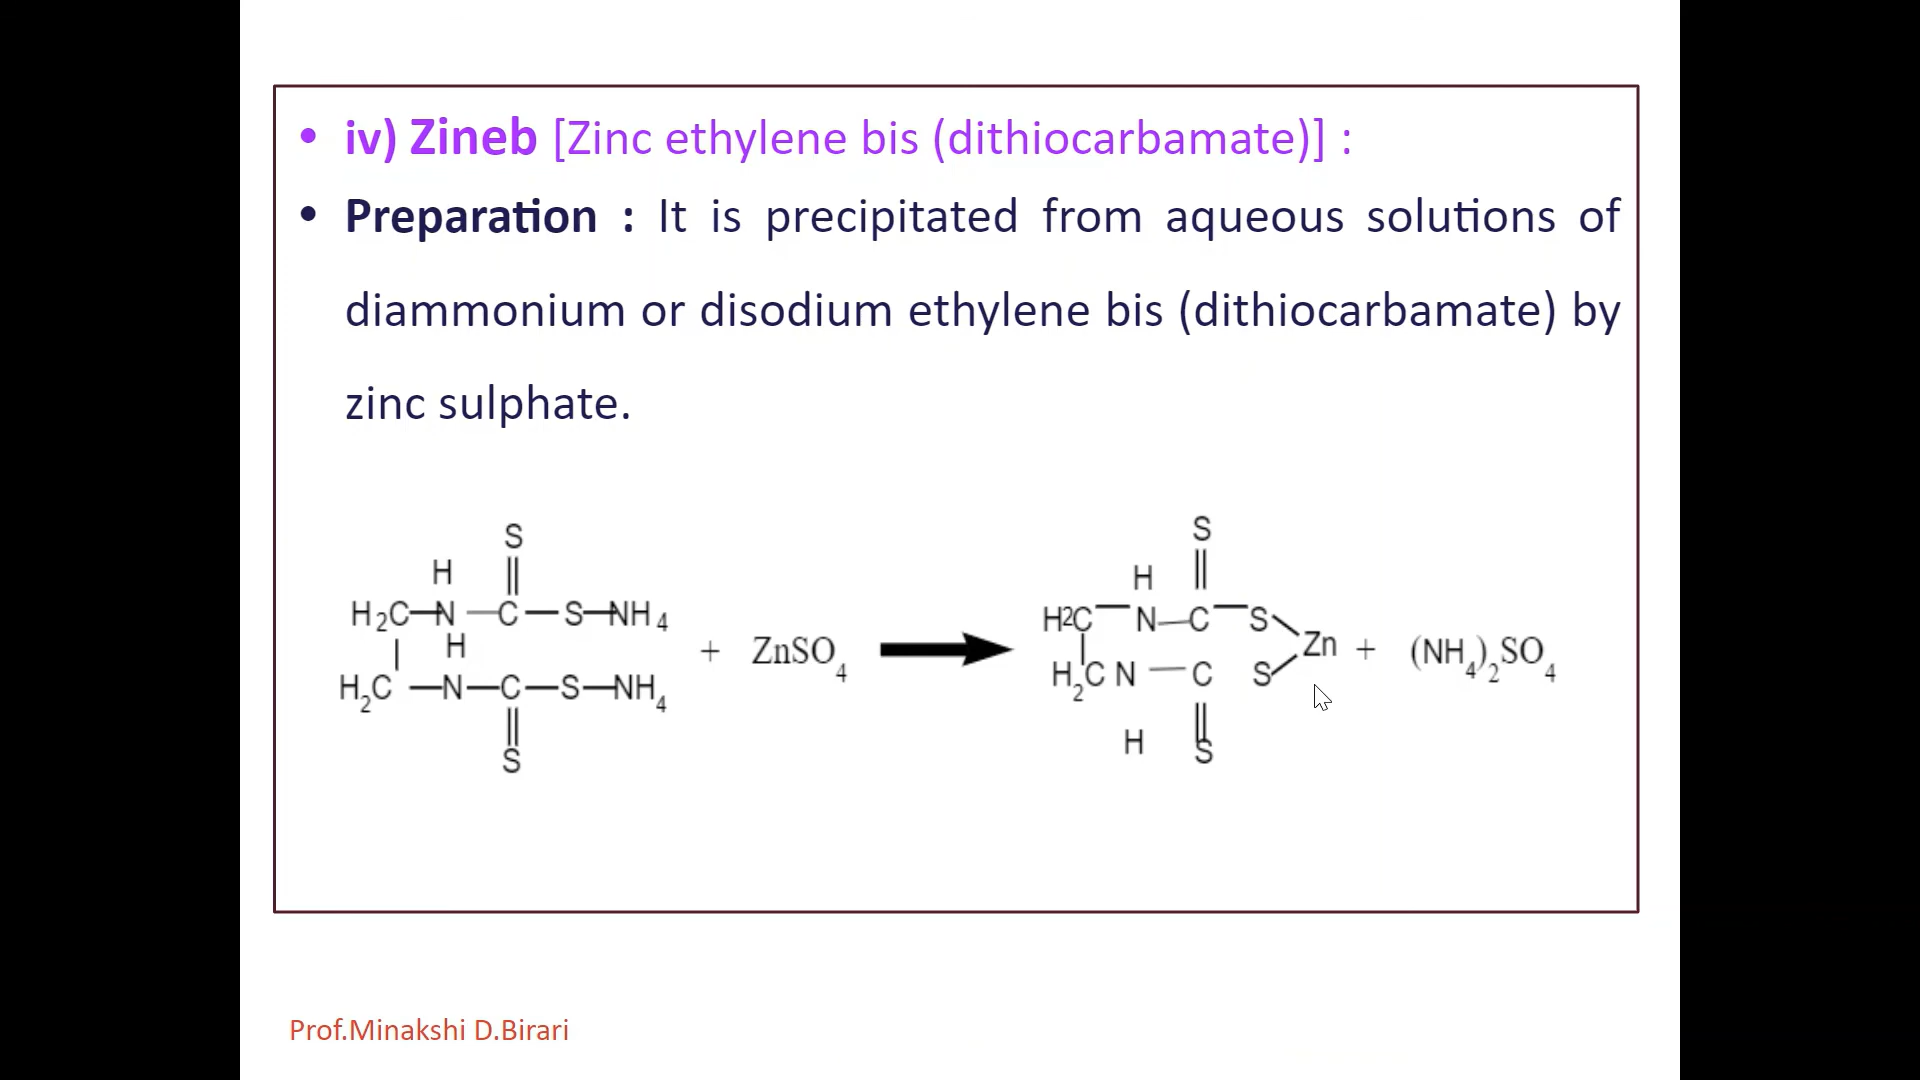 • iv) Zineb [Zinc ethylene bis (dithiocarbamate)] :
• Preparation : It is precipitated from aqueous solutions of
diammonium or disodium ethylene bis (dithiocarbamate) by
zinc sulphate.
S
H
H₂C—N—C—S—NH₄
H
H₂C—N—C—S—NH₄
S
+ ZnSO₄
S
H
H2C—N—C—S
Zn + (NH₄)₂SO₄
H₂C N—C S
H
S
Prof.Minakshi D.Birari